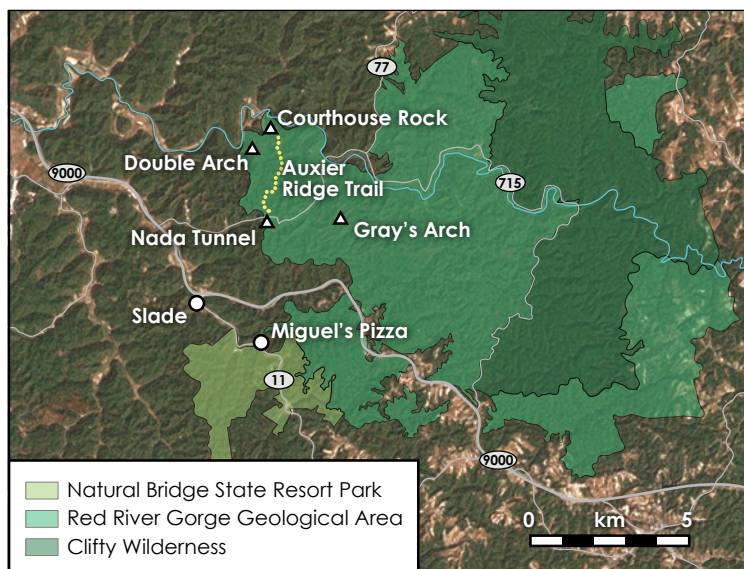 77
Courthouse Rock
Double Arch
9000
Auxier
Ridge Trail
715
Nada Tunnel
Gray's Arch
Slade
Miguel's Pizza
11
9000
Natural Bridge State Resort Park
Red River Gorge Geological Area
Clifty Wilderness
0 km 5